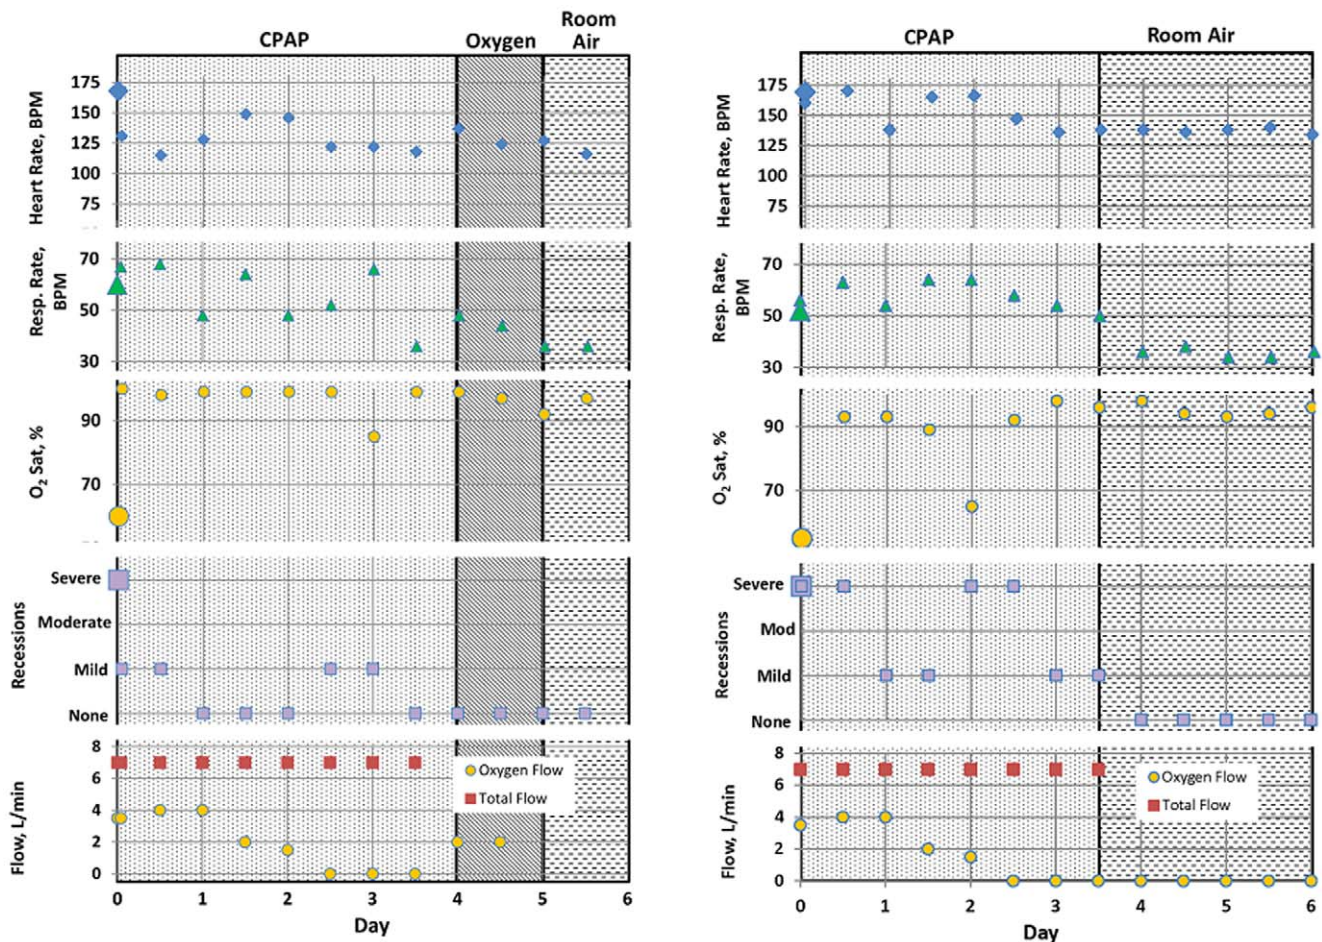 CPAP
Oxygen
Room
Air
Heart Rate, BPM
175
150
125
100
75
Resp. Rate,
BPM
70
50
30
O2 Sat, %
90
70
Recessions
Severe
Moderate
Mild
None
Flow, L/min
8
6
4
2
0
Oxygen Flow
Total Flow
0 1 2 3 4 5 6
Day
CPAP
Room Air
Heart Rate, BPM
175
150
125
100
75
Resp. Rate,
BPM
70
50
30
O2 Sat, %
90
70
Recessions
Severe
Mod
Mild
None
Flow, L/min
8
6
4
2
0
Oxygen Flow
Total Flow
0 1 2 3 4 5 6
Day